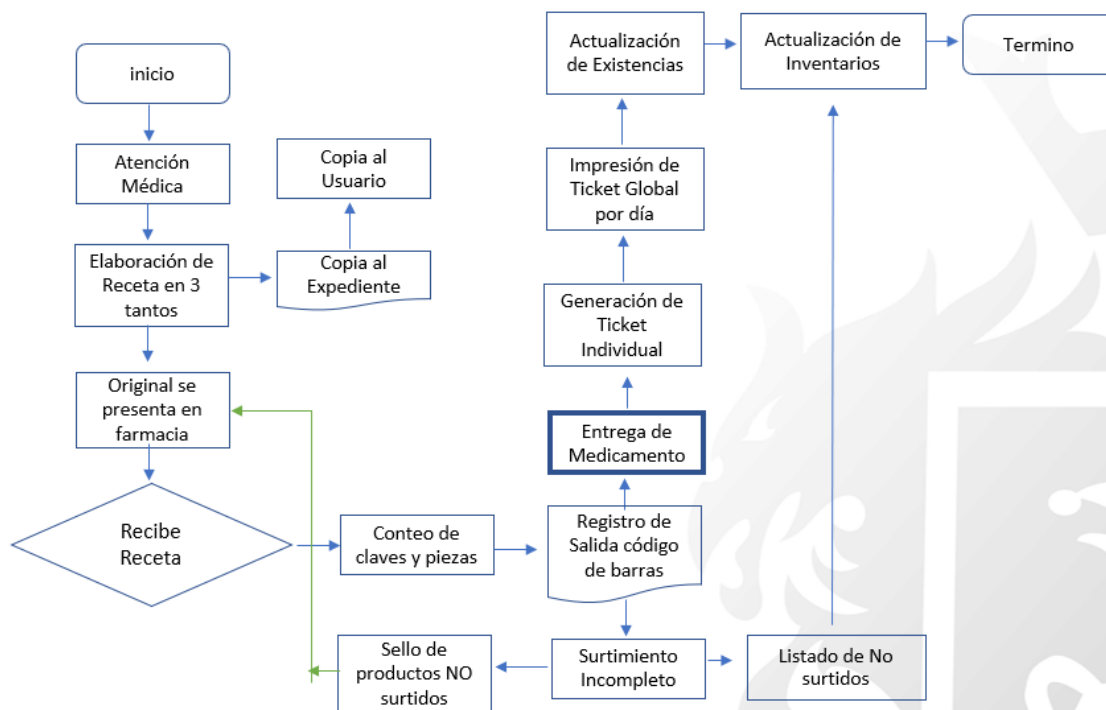 inicio
Atención
Médica
Elaboración de
Receta en 3
tantos
Copia al
Usuario
Copia al
Expediente
Original se
presenta en
farmacia
Recibe
Receta
Conteo de
claves y piezas
Registro de
Salida código
de barras
Entrega de
Medicamento
Generación de
Ticket
Individual
Impresión de
Ticket Global
por día
Actualización
de Existencias
Actualización de
Inventarios
Termino
Surtimiento
Incompleto
Sello de
productos NO
surtidos
Listado de No
surtidos